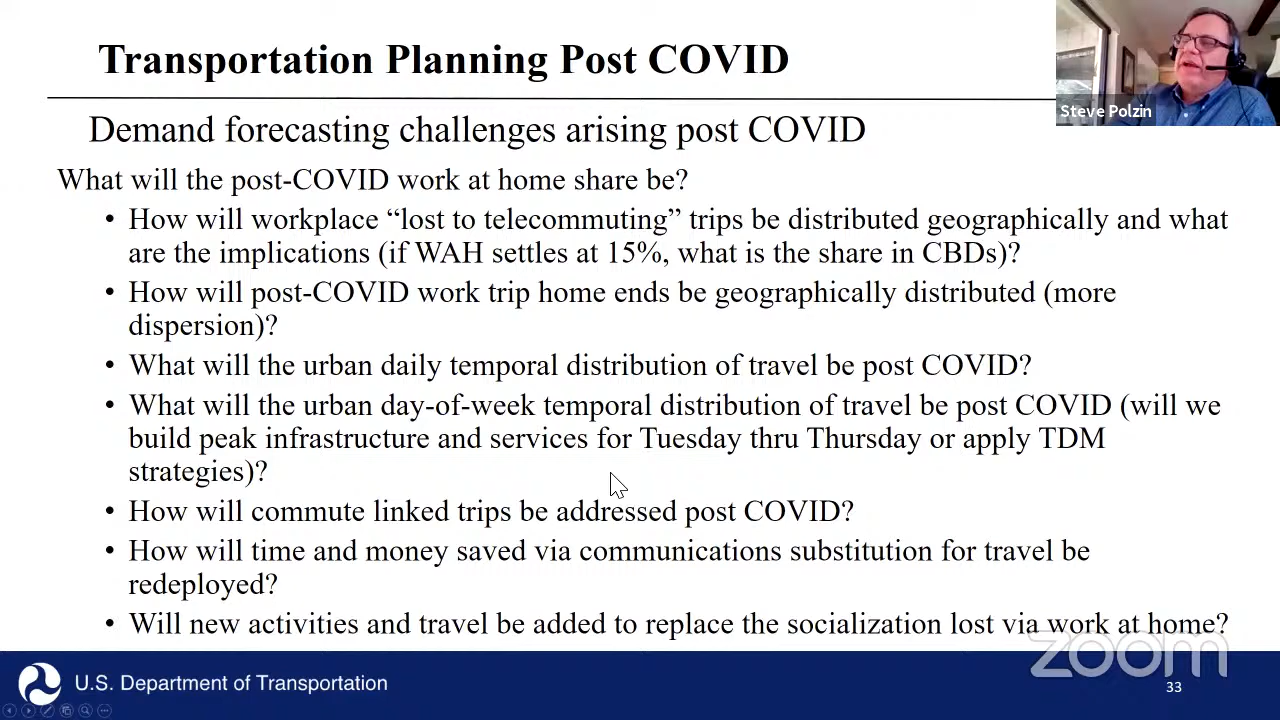 Transportation Planning Post COVID
Steve Polzin
Demand forecasting challenges arising post COVID
What will the post-COVID work at home share be?
• How will workplace “lost to telecommuting” trips be distributed geographically and what
are the implications (if WAH settles at 15%, what is the share in CBDs)?
• How will post-COVID work trip home ends be geographically distributed (more
dispersion)?
• What will the urban daily temporal distribution of travel be post COVID?
• What will the urban day-of-week temporal distribution of travel be post COVID (will we
build peak infrastructure and services for Tuesday thru Thursday or apply TDM
strategies)?
• How will commute linked trips be addressed post COVID?
• How will time and money saved via communications substitution for travel be
redeployed?
• Will new activities and travel be added to replace the socialization lost via work at home?
zoom
U.S. Department of Transportation
33